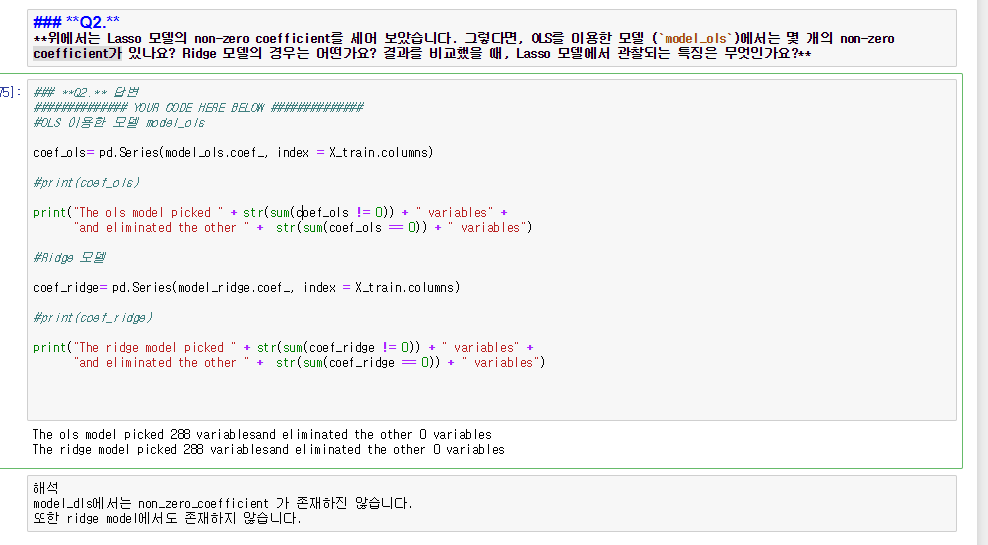 ### **Q2.**
**위에서는 Lasso 모델의 non-zero coefficient를 세어 보았습니다. 그렇다면, OLS를 이용한 모델 (`model_ols`)에서는 몇 개의 non-zero
coefficient가 있나요? Ridge 모델의 경우는 어떤가요? 결과를 비교했을 때, Lasso 모델에서 관찰되는 특징은 무엇인가요?**
75]:
### **Q2.** 답변
############## YOUR CODE HERE BELOW ##############
#OLS 이용한 모델 model_ols
coef_ols= pd.Series(model_ols.coef_, index = X_train.columns)
#print(coef_ols)
print("The ols model picked " + str(sum(coef_ols != 0)) + " variables" +
"and eliminated the other " +  str(sum(coef_ols == 0)) + " variables")
#Ridge 모델
coef_ridge= pd.Series(model_ridge.coef_, index = X_train.columns)
#print(coef_ridge)
print("The ridge model picked " + str(sum(coef_ridge != 0)) + " variables" +
"and eliminated the other " +  str(sum(coef_ridge == 0)) + " variables")
The ols model picked 288 variablesand eliminated the other 0 variables
The ridge model picked 288 variablesand eliminated the other 0 variables
해석
model_dls에서는 non_zero_coefficient 가 존재하진 않습니다.
또한 ridge model에서도 존재하지 않습니다.